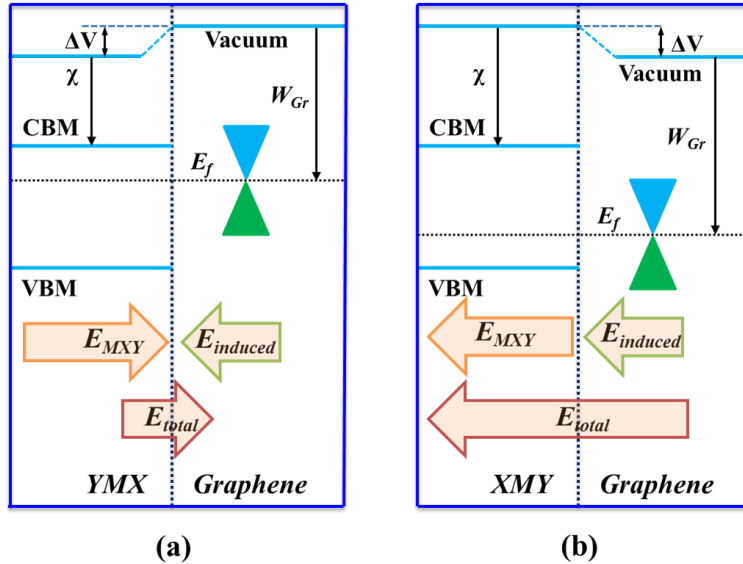 ΔV
Vacuum
χ
W_Gr
CBM
E_f
VBM
E_MXY
E_induced
E_total
YMX
Graphene
(a)
ΔV
Vacuum
χ
W_Gr
CBM
E_f
VBM
E_MXY
E_induced
E_total
XMY
Graphene
(b)